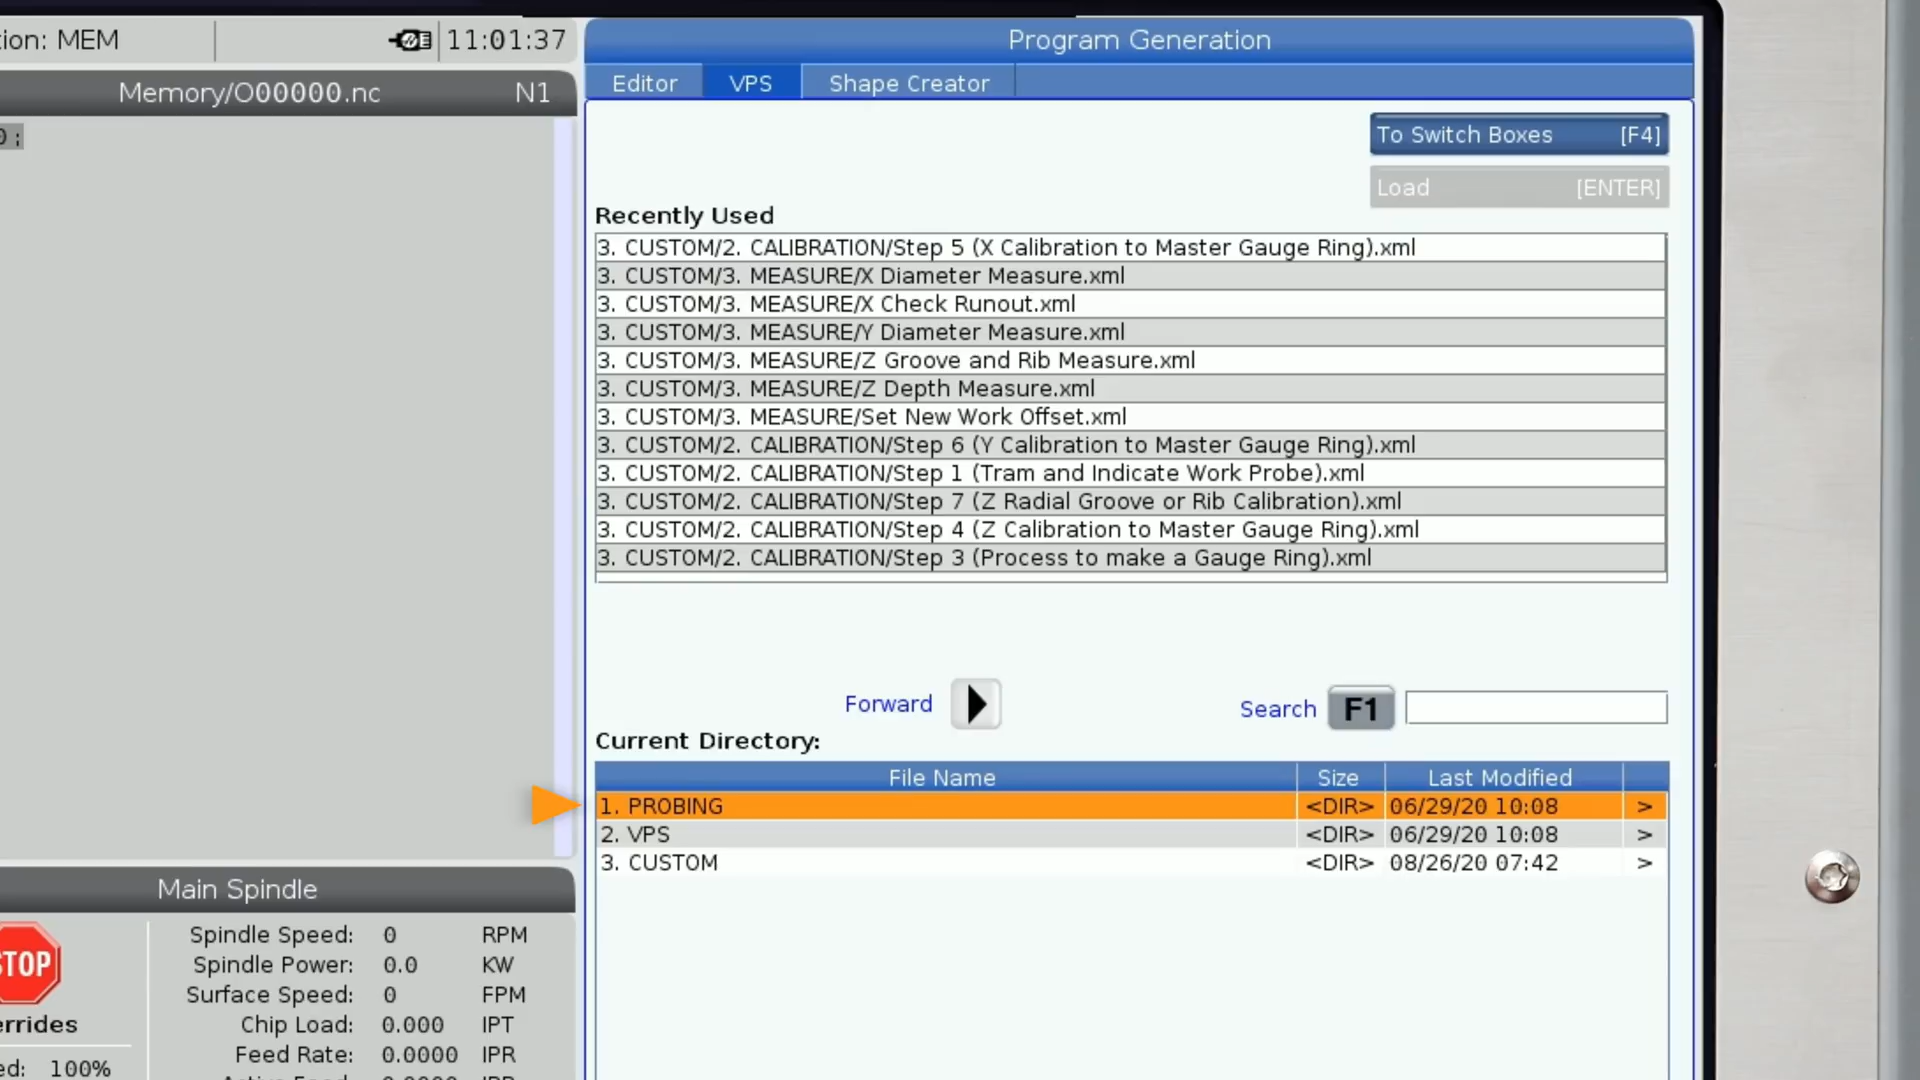 tion: MEM
11:01:37
Memory/O00000.nc N1
0;
Program Generation
Editor VPS Shape Creator
To Switch Boxes [F4]
Load [ENTER]
Recently Used
3. CUSTOM/2. CALIBRATION/Step 5 (X Calibration to Master Gauge Ring).xml
3. CUSTOM/3. MEASURE/X Diameter Measure.xml
3. CUSTOM/3. MEASURE/X Check Runout.xml
3. CUSTOM/3. MEASURE/Y Diameter Measure.xml
3. CUSTOM/3. MEASURE/Z Groove and Rib Measure.xml
3. CUSTOM/3. MEASURE/Z Depth Measure.xml
3. CUSTOM/3. MEASURE/Set New Work Offset.xml
3. CUSTOM/2. CALIBRATION/Step 6 (Y Calibration to Master Gauge Ring).xml
3. CUSTOM/2. CALIBRATION/Step 1 (Tram and Indicate Work Probe).xml
3. CUSTOM/2. CALIBRATION/Step 7 (Z Radial Groove or Rib Calibration).xml
3. CUSTOM/2. CALIBRATION/Step 4 (Z Calibration to Master Gauge Ring).xml
3. CUSTOM/2. CALIBRATION/Step 3 (Process to make a Gauge Ring).xml
Forward
Search F1
Current Directory:
File Name Size Last Modified
1. PROBING <DIR> 06/29/20 10:08 >
2. VPS <DIR> 06/29/20 10:08 >
3. CUSTOM <DIR> 08/26/20 07:42 >
Main Spindle
STOP
Spindle Speed: 0 RPM
Spindle Power: 0.0 KW
Surface Speed: 0 FPM
Chip Load: 0.000 IPT
Feed Rate: 0.0000 IPR
errides
ed: 100%